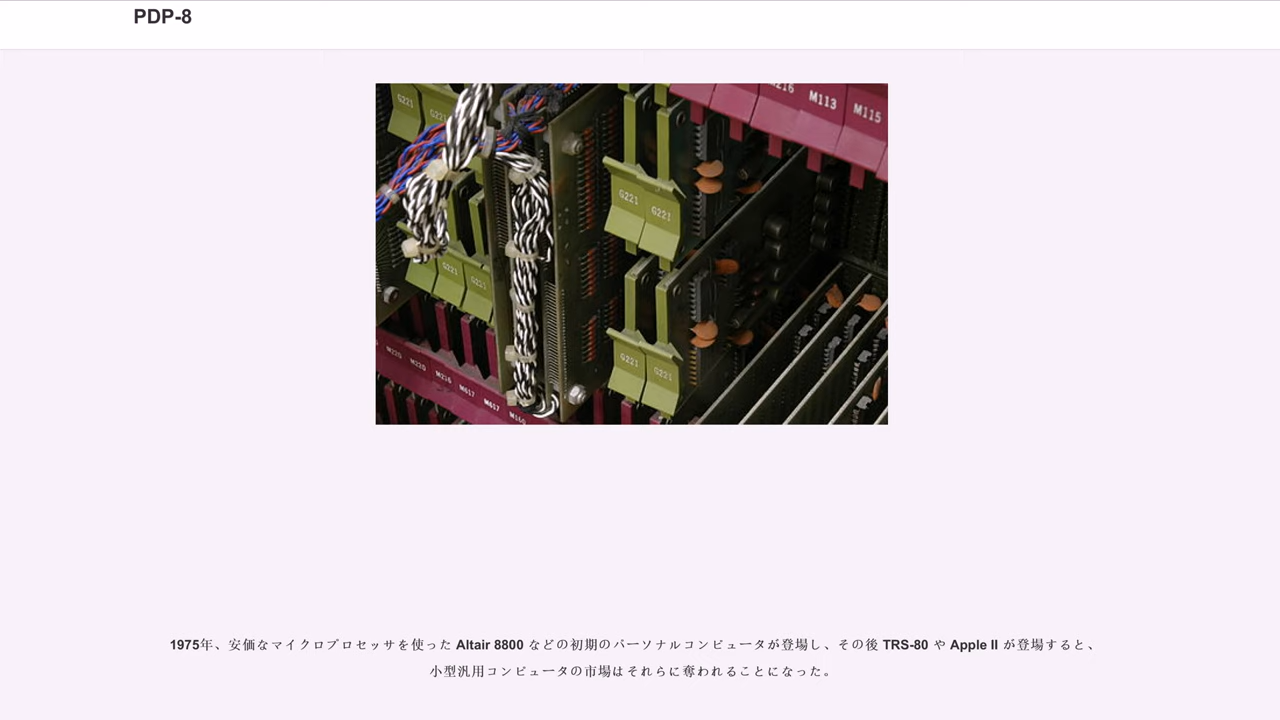 PDP-8
G221
M216
M113
M115
G221
G221
G221
G221
M220
M220
M216
M617
M617
M160
G221
G221
1975年、安価なマイクロプロセッサを使った Altair 8800 などの初期のパーソナルコンピュータが登場し、その後 TRS-80 や Apple II が登場すると、
小型汎用コンピュータの市場はそれらに奪われることになった。